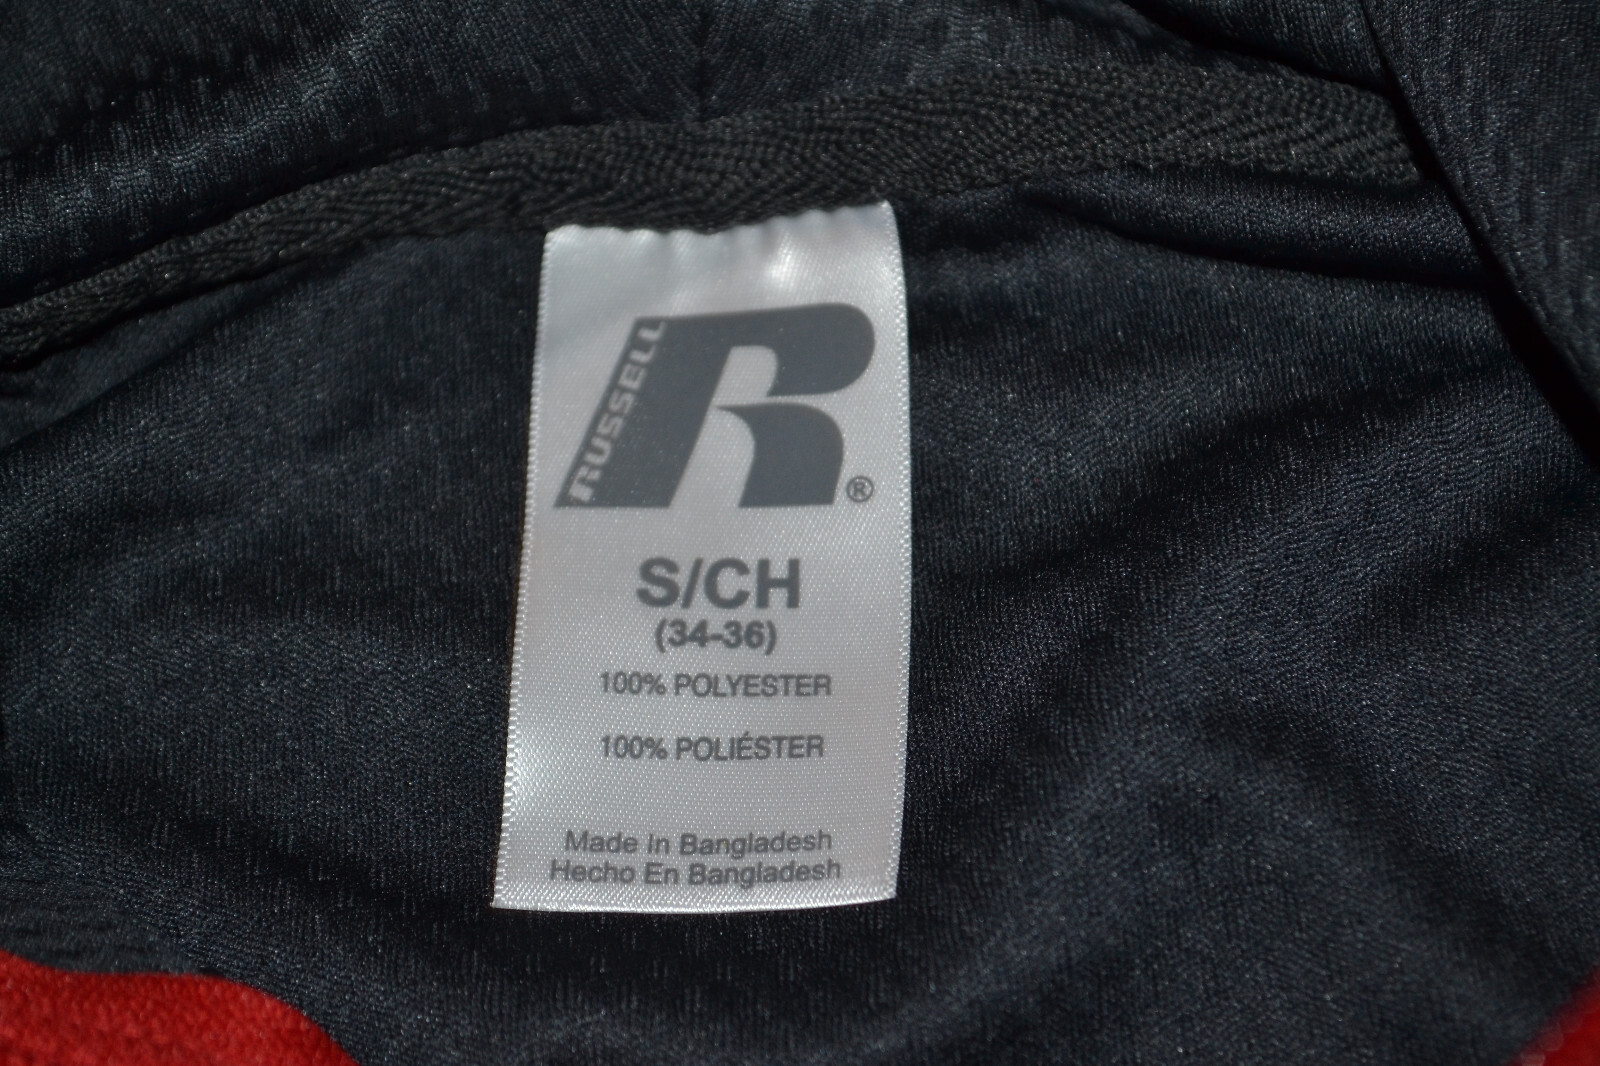 RUSSELL
R®
S/CH
(34-36)
100% POLYESTER
100% POLIÉSTER
Made In Bangladesh
Hecho En Bangladesh